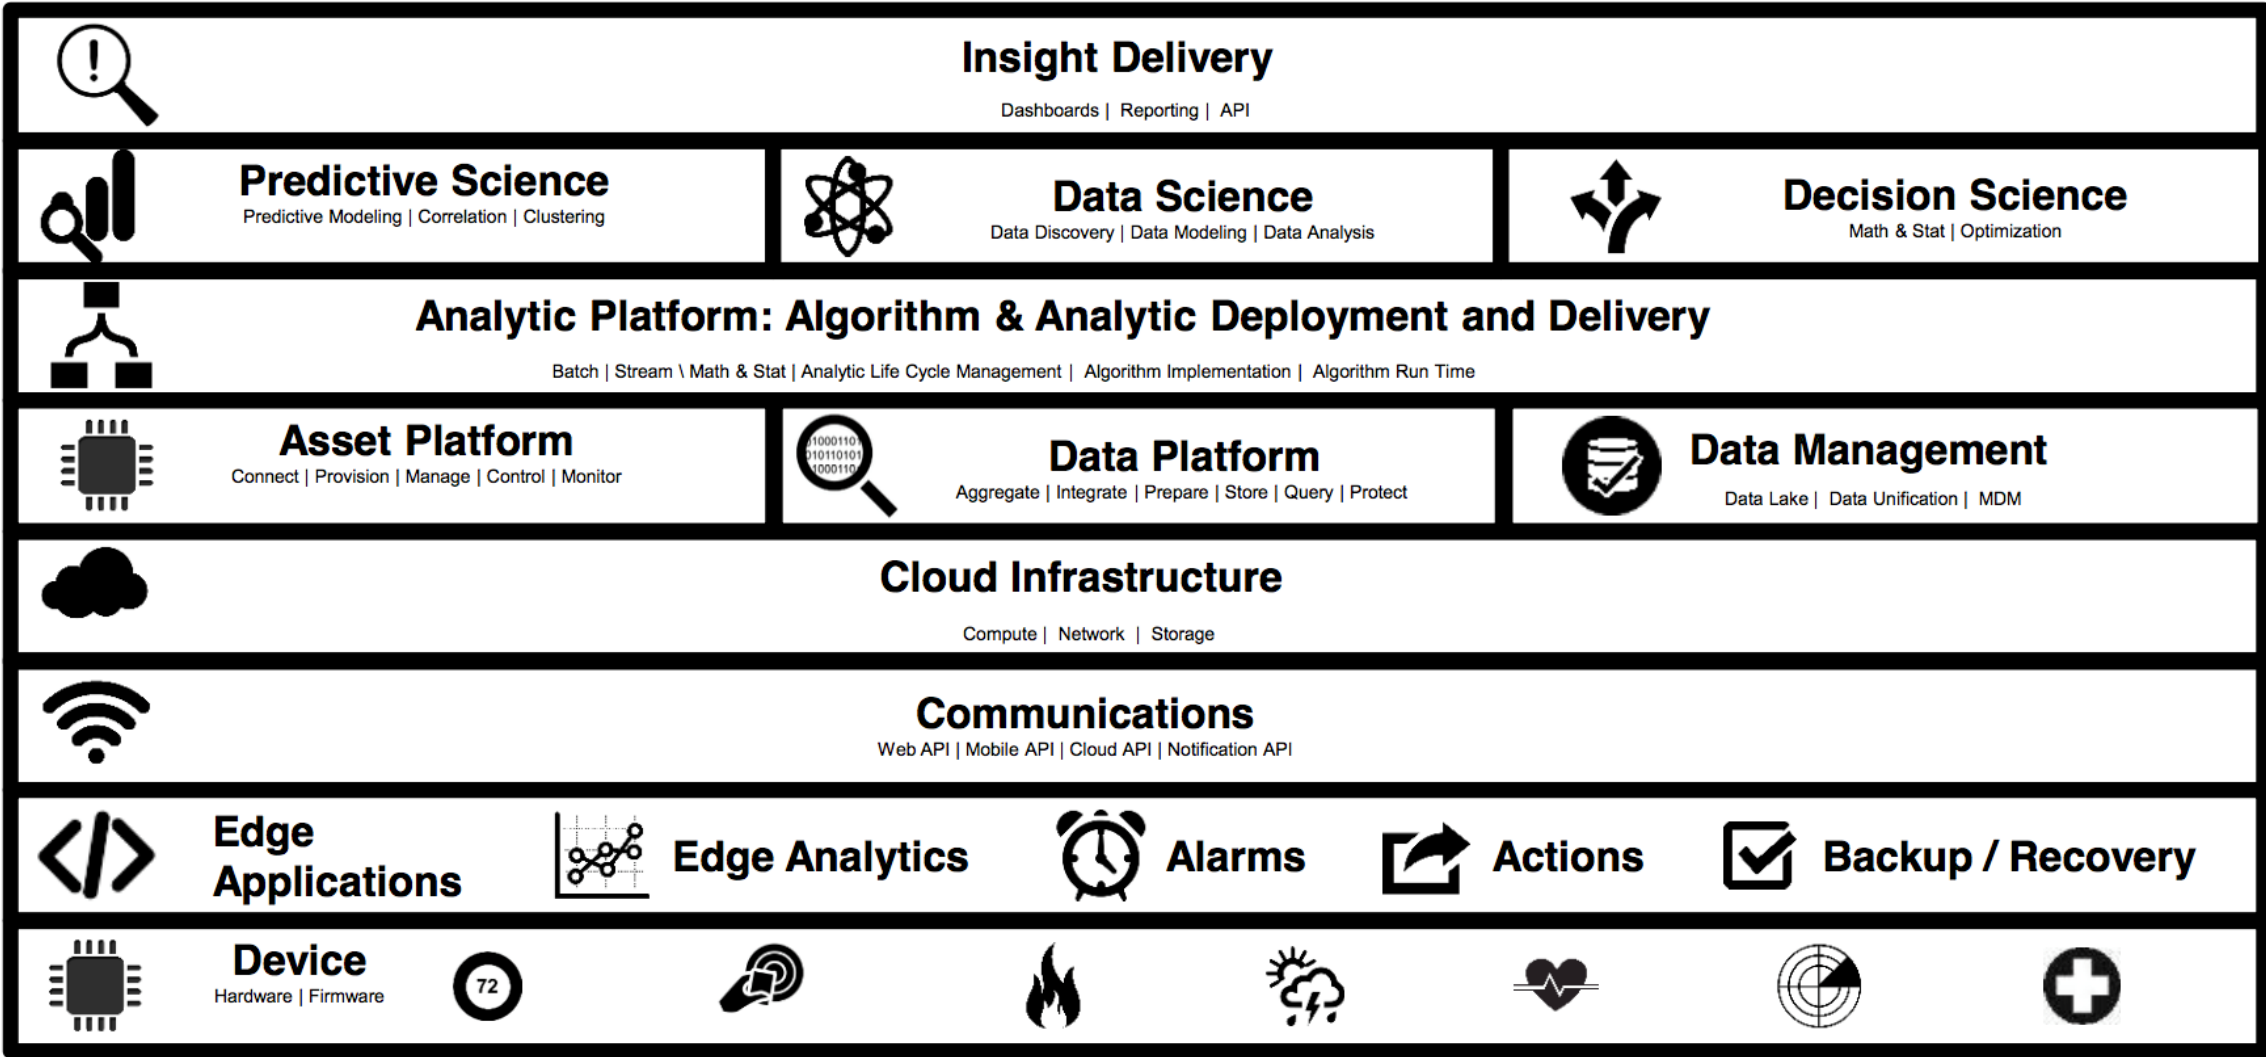 Insight Delivery
Dashboards | Reporting | API
Predictive Science
Predictive Modeling | Correlation | Clustering
Data Science
Data Discovery | Data Modeling | Data Analysis
Decision Science
Math & Stat | Optimization
Analytic Platform: Algorithm & Analytic Deployment and Delivery
Batch | Stream \ Math & Stat | Analytic Life Cycle Management | Algorithm Implementation | Algorithm Run Time
Asset Platform
Connect | Provision | Manage | Control | Monitor
10001101
010110101
1000110
Data Platform
Aggregate | Integrate | Prepare | Store | Query | Protect
Data Management
Data Lake | Data Unification | MDM
Cloud Infrastructure
Compute | Network | Storage
Communications
Web API | Mobile API | Cloud API | Notification API
Edge
Applications
Edge Analytics
Alarms
Actions
Backup / Recovery
Device
Hardware | Firmware
72